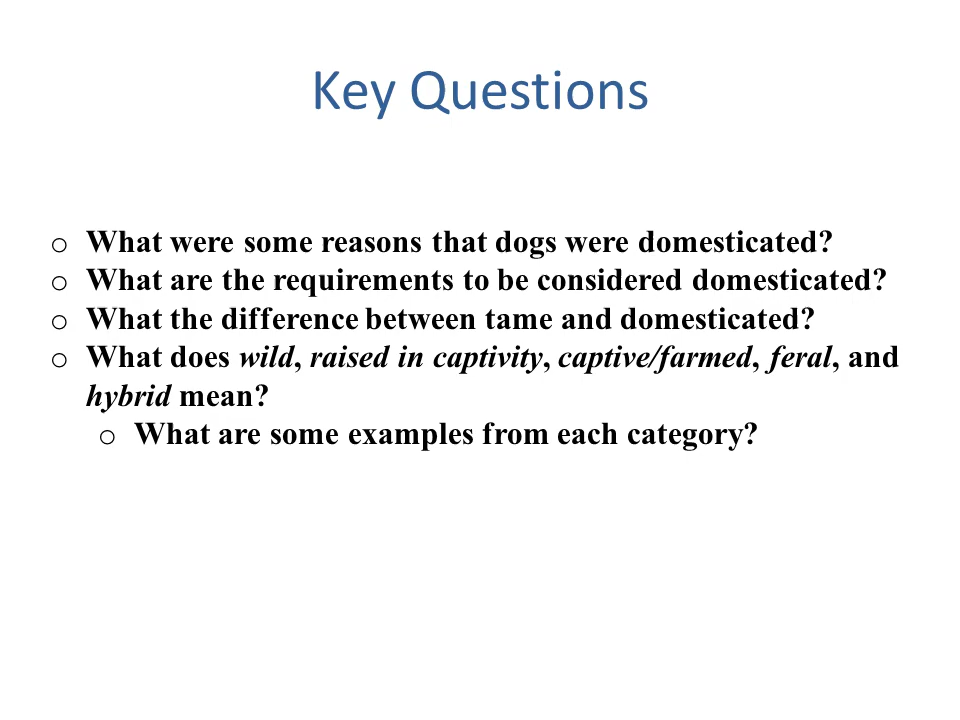 Key Questions
o What were some reasons that dogs were domesticated?
o What are the requirements to be considered domesticated?
o What the difference between tame and domesticated?
o What does wild, raised in captivity, captive/farmed, feral, and
hybrid mean?
o What are some examples from each category?